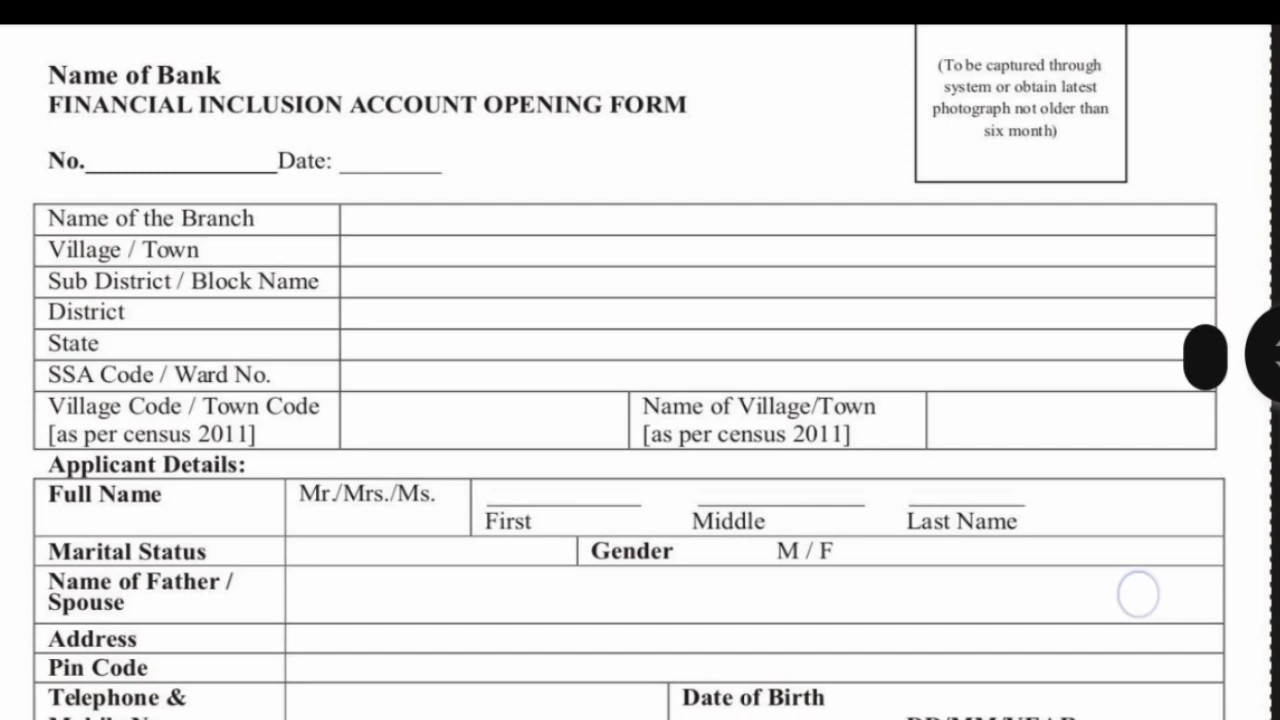 (To be captured through
system or obtain latest
photograph not older than
six month)
Name of Bank
FINANCIAL INCLUSION ACCOUNT OPENING FORM
No.______________Date: ________
Name of the Branch
Village / Town
Sub District / Block Name
District
State
SSA Code / Ward No.
Village Code / Town Code
[as per census 2011]
Name of Village/Town
[as per census 2011]
Applicant Details:
Full Name
Mr./Mrs./Ms.
First Middle Last Name
Marital Status
Gender M / F
Name of Father /
Spouse
Address
Pin Code
Telephone &
Date of Birth